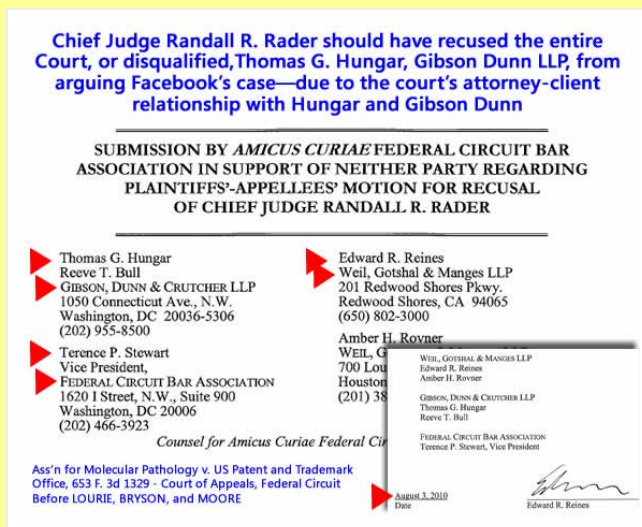 Chief Judge Randall R. Rader should have recused the entire
Court, or disqualified,Thomas G. Hungar, Gibson Dunn LLP, from
arguing Facebook's case—due to the court's attorney-client
relationship with Hungar and Gibson Dunn
SUBMISSION BY AMICUS CURIAE FEDERAL CIRCUIT BAR
ASSOCIATION IN SUPPORT OF NEITHER PARTY REGARDING
PLAINTIFFS'-APPELLEES' MOTION FOR RECUSAL
OF CHIEF JUDGE RANDALL R. RADER
Thomas G. Hungar
Reeve T. Bull
GIBSON, DUNN & CRUTCHER LLP
1050 Connecticut Ave., N.W.
Washington, DC 20036-5306
(202) 955-8500
Terence P. Stewart
Vice President,
FEDERAL CIRCUIT BAR ASSOCIATION
1620 I Street, N.W., Suite 900
Washington, DC 20006
(202) 466-3923
Edward R. Reines
Weil, Gotshal & Manges LLP
201 Redwood Shores Pkwy.
Redwood Shores, CA 94065
(650) 802-3000
Amber H. Rovner
WEIL, G
700 Lou
Houston
(201) 38
Counsel for Amicus Curiae Federal Cir
WEIL, GOTSHAL & MANGES LLP
Edward R. Reines
Amber H. Rovner
GIBSON, DUNN & CRUTCHER LLP
Thomas G. Hungar
Reeve T. Bull
FEDERAL CIRCUIT BAR ASSOCIATION
Terence P. Stewart, Vice President
August 3, 2010
Date
Edward R. Reines
Ass'n for Molecular Pathology v. US Patent and Trademark
Office, 653 F. 3d 1329 - Court of Appeals, Federal Circuit
Before LOURIE, BRYSON, and MOORE